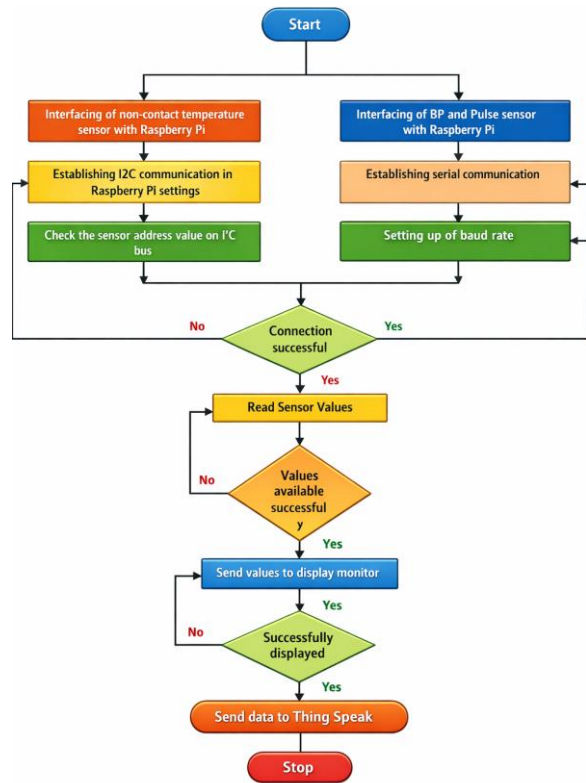 Start
Interfacing of non-contact temperature
sensor with Raspberry Pi
Interfacing of BP and Pulse sensor
with Raspberry Pi
Establishing I2C communication in
Raspberry Pi settings
Establishing serial communication
Check the sensor address value on I'C
bus
Setting up of baud rate
No
Connection
successful
Yes
Yes
Read Sensor Values
No
Values
available
successful
y
Yes
Send values to display monitor
Yes
No
Successfully
displayed
Yes
Send data to Thing Speak
Stop